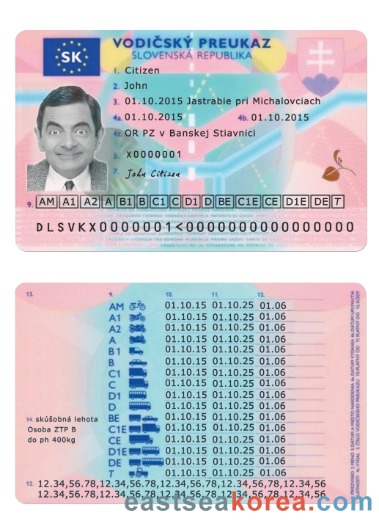 SK
VODIČSKÝ PREUKAZ
SLOVENSKÁ REPUBLIKA
1. Citizen
2. John
3. 01.10.2015 Jastrabie pri Michalovciach
4a. 01.10.2015 4b. 01.10.2015
4c OR PZ v Banskej Stiavnici
5. X0000001
7. John Citizen
9. AM A1 A2 A B1 B C1 C D1 D BE C1E CE D1E DE T
DLSVKX0000001<0000000000000000
13. 9. 10. 11. 12.
AM 01.10.15 01.10.25 01.06
A1 01.10.15 01.10.25 01.06
A2 01.10.15 01.10.25 01.06
A 01.10.15 01.10.25 01.06
B1 01.10.15 01.10.25 01.06
B 01.10.15 01.10.25 01.06
C1 01.10.15 01.10.25 01.06
C 01.10.15 01.10.25 01.06
D1 01.10.15 01.10.25 01.06
D 01.10.15 01.10.25 01.06
BE 01.10.15 01.10.25 01.06
C1E 01.10.15 01.10.25 01.06
CE 01.10.15 01.10.25 01.06
D1E 01.10.15 01.10.25 01.06
DE 01.10.15 01.10.25 01.06
T 01.10.15 01.10.25 01.06
14. skúšobná lehota
Osoba ZTP B
do ph 400kg
12. 12.34,56.78,12.34,56.78,12.34,56.78,12.34,56
12.34,56.78,12.34,56.78,12.34,56.78,12.34,56
eastseakorea.com